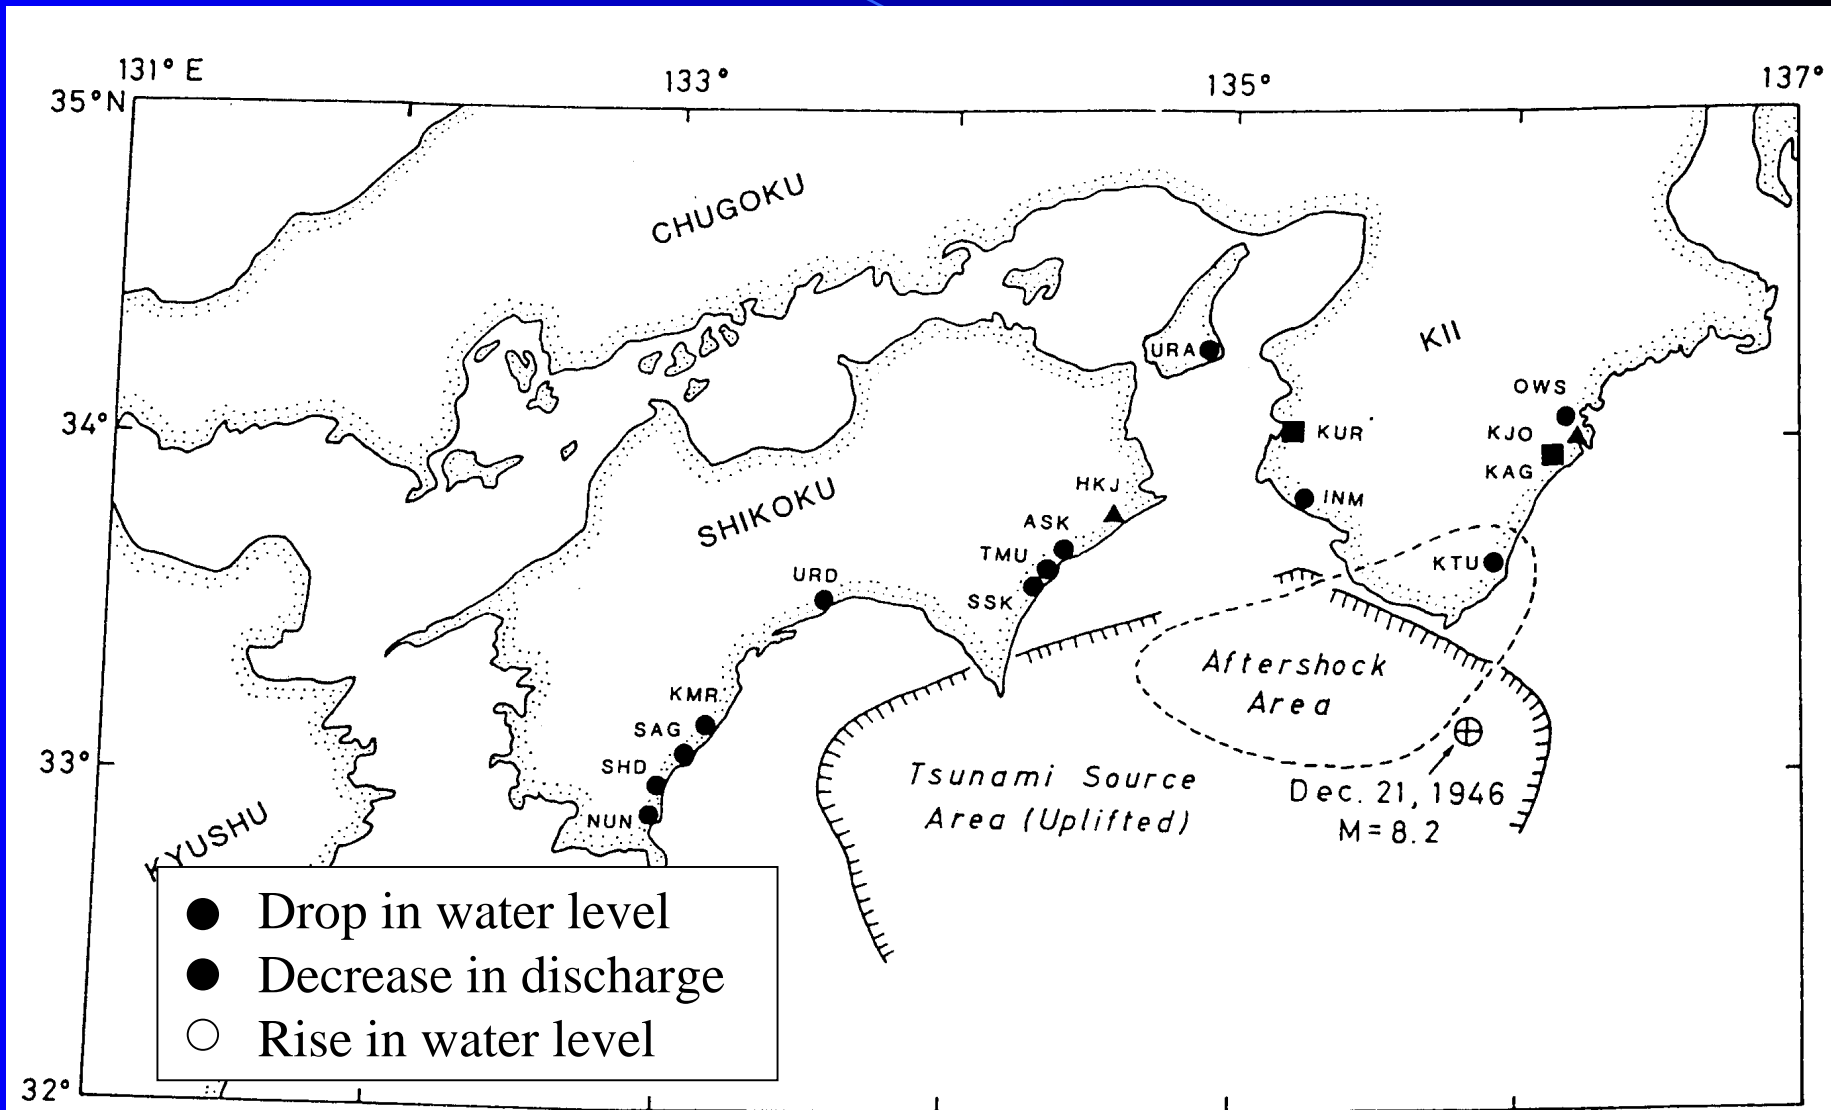 131° E
133°
135°
137°
35°N
CHUGOKU
KII
URA
OWS
34°
KUR
KJO
KAG
HKJ
INM
SHIKOKU
ASK
TMU
KTU
URD
SSK
Aftershock
Area
KMR
SAG
33°
SHD
Tsunami Source
Area (Uplifted)
Dec. 21, 1946
M=8.2
NUN
KYUSHU
Drop in water level
Decrease in discharge
Rise in water level
32°